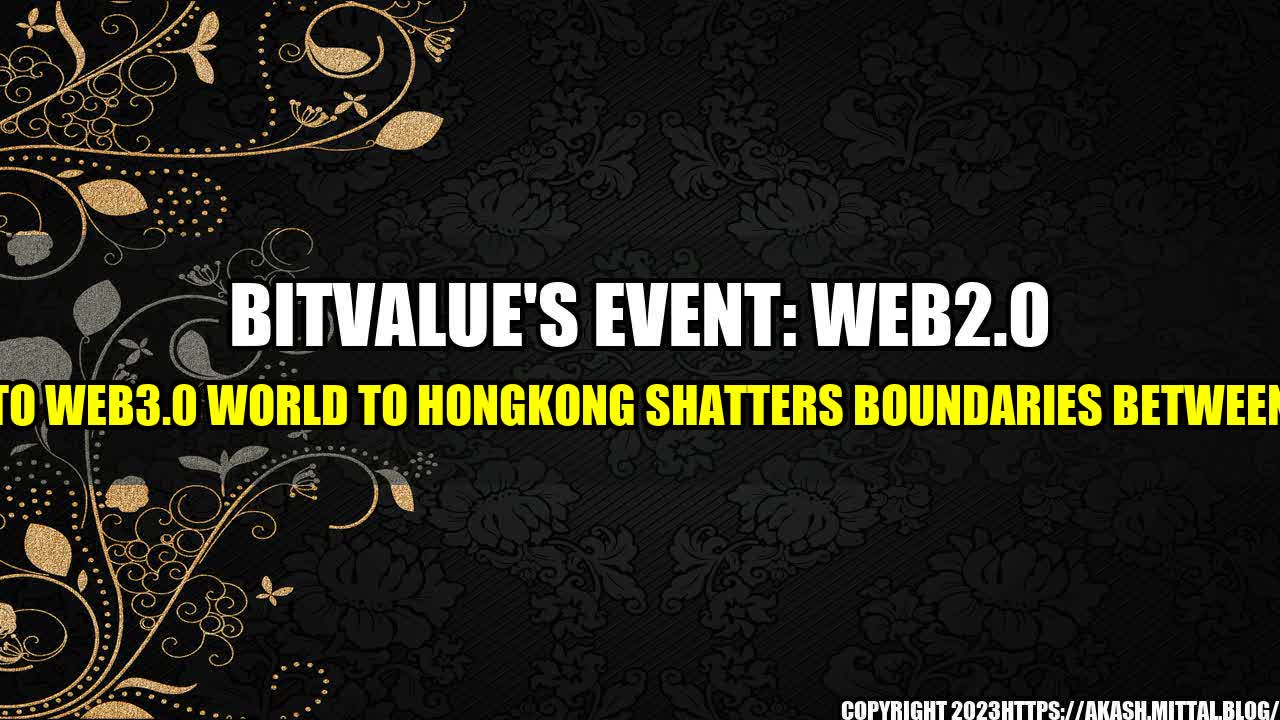 BITVALUE'S EVENT: WEB2.0
TO WEB3.0 WORLD TO HONGKONG SHATTERS BOUNDARIES BETWEEN
COPYRIGHT 2023HTTPS://AKASH.MITTAL.BLOG/